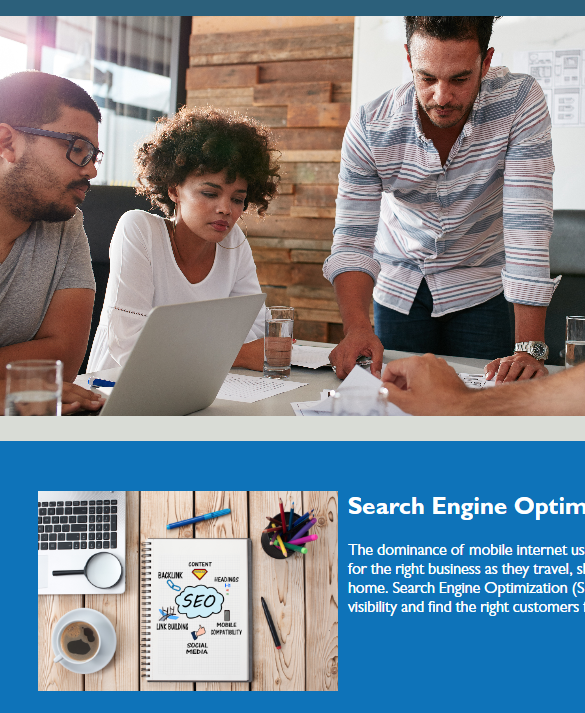 Search Engine Optim
The dominance of mobile internet us
for the right business as they travel, sl
home. Search Engine Optimization (S
visibility and find the right customers f
CONTENT
BACKLINK
HEADINGS
SEO
LINK BUILDING
MOBILE
COMPATIBILITY
SOCIAL
MEDIA